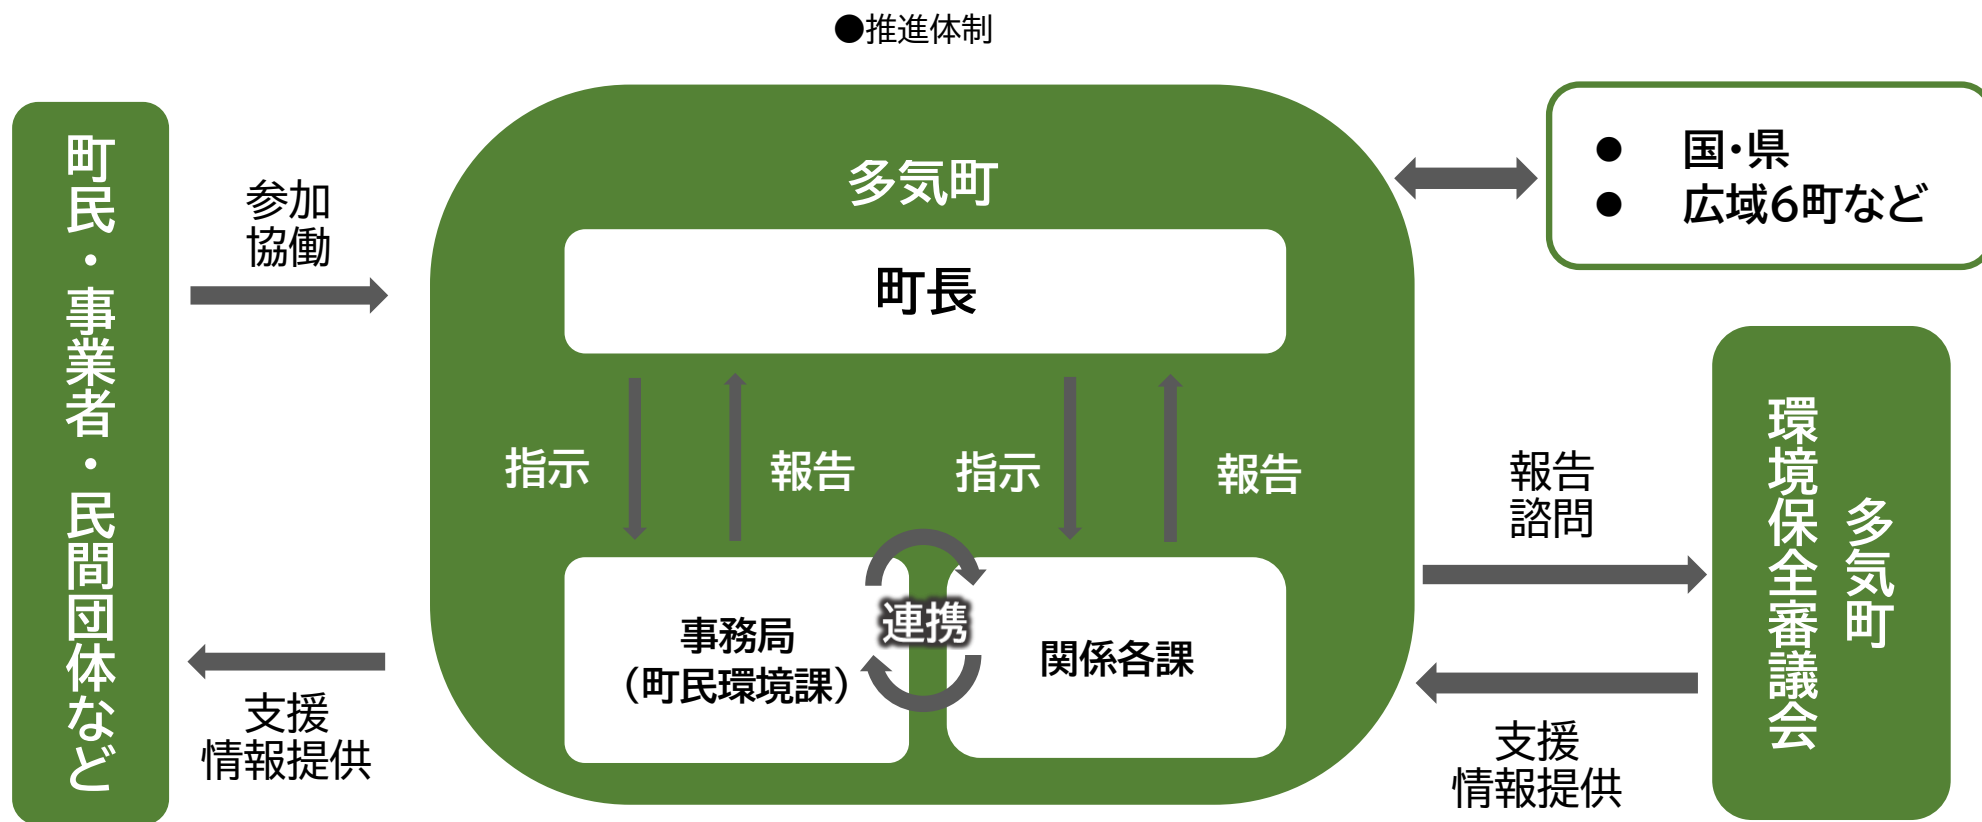 ●推進体制
町民・事業者・民間団体など
参加
協働
支援
情報提供
多気町
町長
指示
報告
指示
報告
連携
事務局
（町民環境課）
関係各課
● 国・県
● 広域６町など
報告
諮問
支援
情報提供
多気町
環境保全審議会